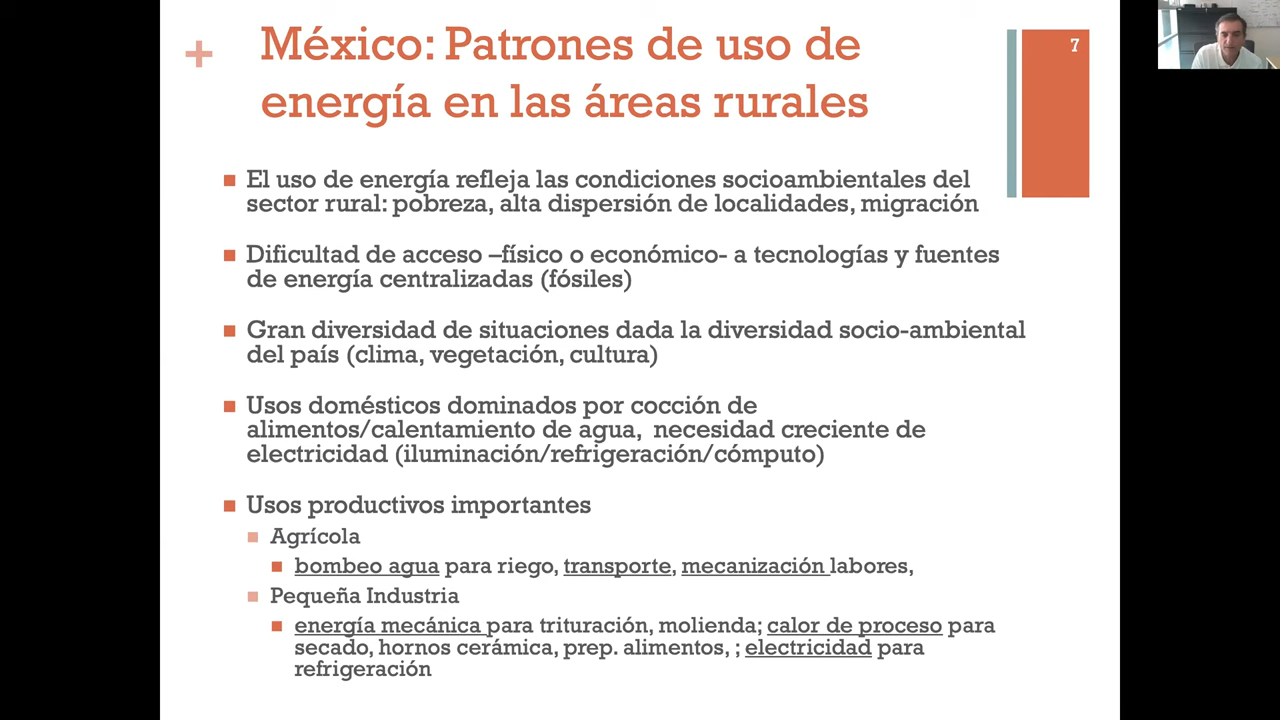 + México: Patrones de uso de
energía en las áreas rurales
7
■ El uso de energía refleja las condiciones socioambientales del
sector rural: pobreza, alta dispersión de localidades, migración
■ Dificultad de acceso –físico o económico- a tecnologías y fuentes
de energía centralizadas (fósiles)
■ Gran diversidad de situaciones dada la diversidad socio-ambiental
del país (clima, vegetación, cultura)
■ Usos domésticos dominados por cocción de
alimentos/calentamiento de agua, necesidad creciente de
electricidad (iluminación/refrigeración/cómputo)
■ Usos productivos importantes
■ Agrícola
■ bombeo agua para riego, transporte, mecanización labores,
■ Pequeña Industria
■ energía mecánica para trituración, molienda; calor de proceso para
secado, hornos cerámica, prep. alimentos, ; electricidad para
refrigeración